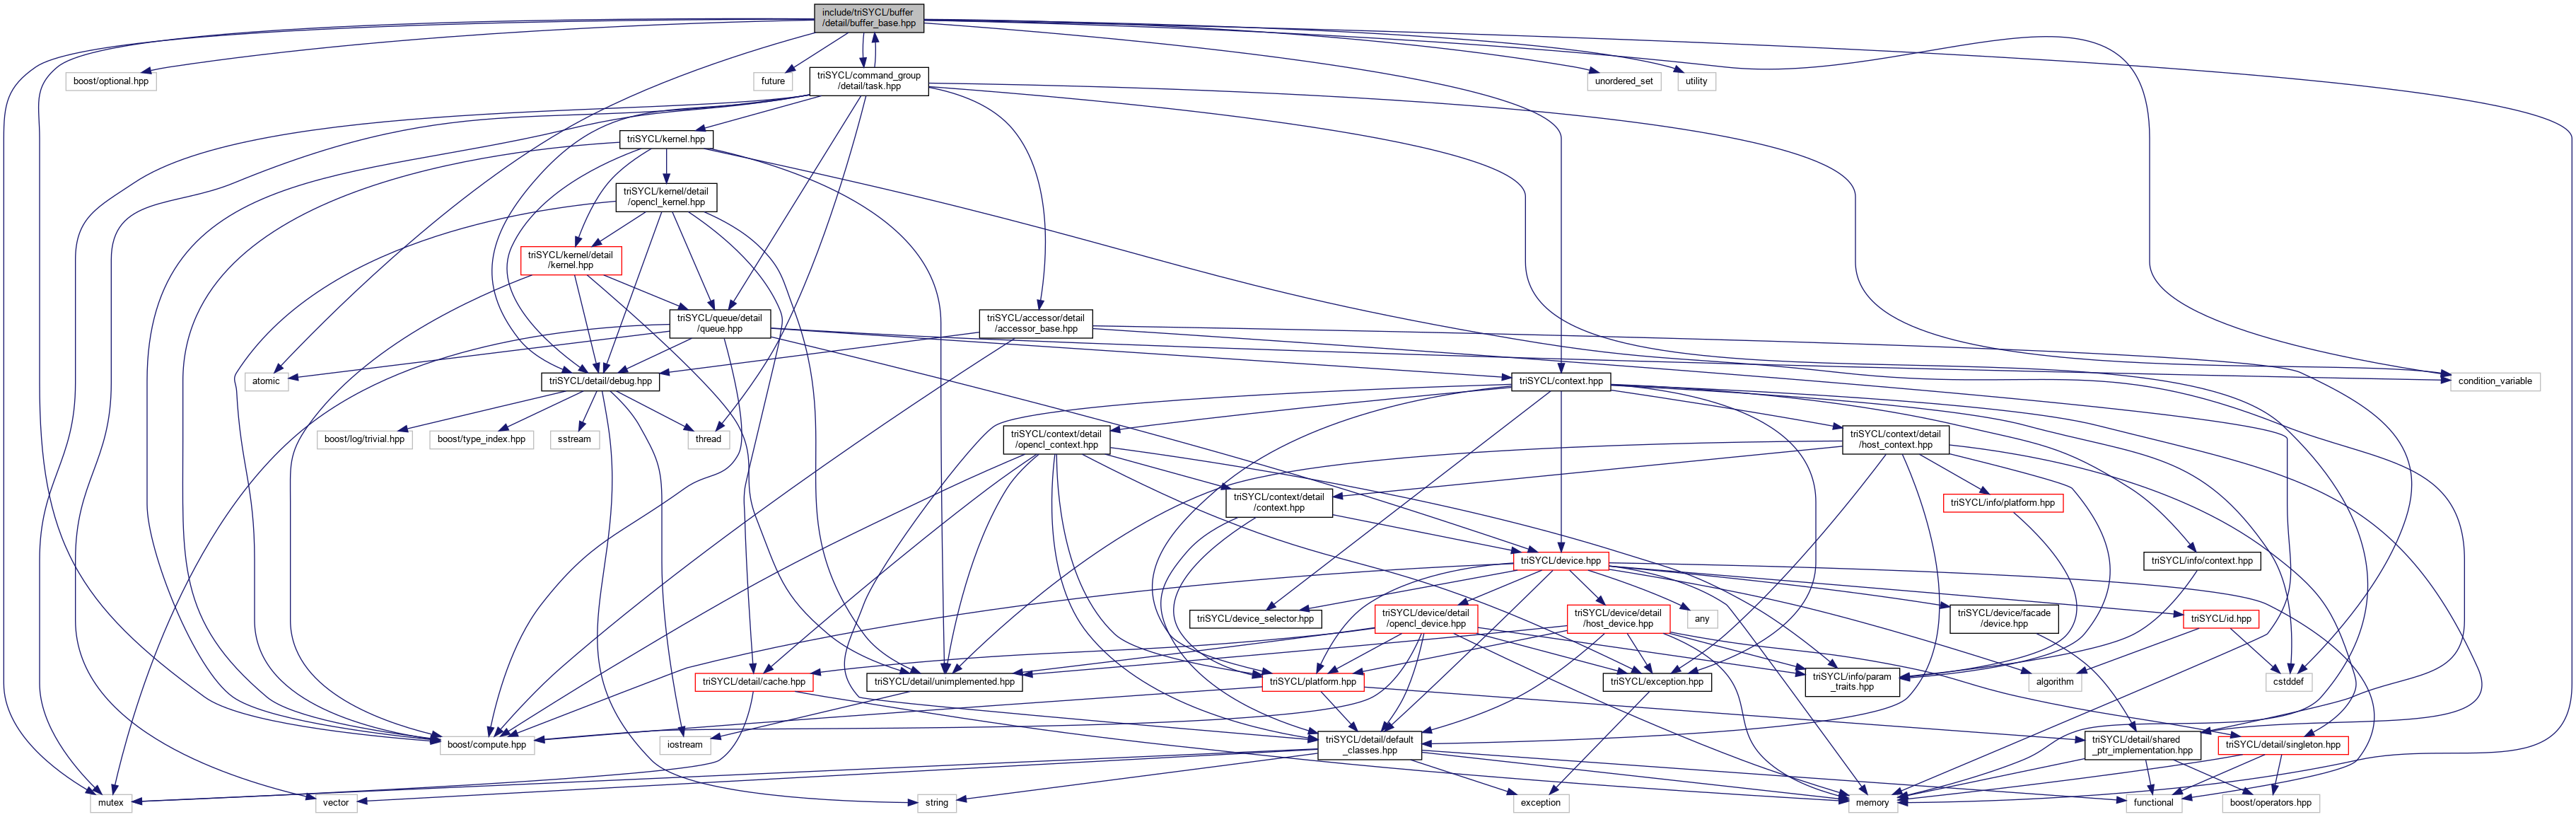 include/triSYCL/buffer
/detail/buffer_base.hpp
boost/optional.hpp
future
triSYCL/command_group
/detail/task.hpp
unordered_set
utility
triSYCL/kernel.hpp
triSYCL/kernel/detail
/opencl_kernel.hpp
triSYCL/kernel/detail
/kernel.hpp
triSYCL/queue/detail
/queue.hpp
triSYCL/accessor/detail
/accessor_base.hpp
atomic
triSYCL/detail/debug.hpp
triSYCL/context.hpp
condition_variable
boost/log/trivial.hpp
boost/type_index.hpp
sstream
thread
triSYCL/context/detail
/opencl_context.hpp
triSYCL/context/detail
/host_context.hpp
triSYCL/context/detail
/context.hpp
triSYCL/info/platform.hpp
triSYCL/device.hpp
triSYCL/info/context.hpp
triSYCL/device_selector.hpp
triSYCL/device/detail
/opencl_device.hpp
triSYCL/device/detail
/host_device.hpp
any
triSYCL/device/facade
/device.hpp
triSYCL/id.hpp
triSYCL/detail/cache.hpp
triSYCL/detail/unimplemented.hpp
triSYCL/platform.hpp
triSYCL/exception.hpp
triSYCL/info/param
_traits.hpp
algorithm
cstddef
boost/compute.hpp
iostream
triSYCL/detail/default
_classes.hpp
triSYCL/detail/shared
_ptr_implementation.hpp
triSYCL/detail/singleton.hpp
mutex
vector
string
exception
memory
functional
boost/operators.hpp